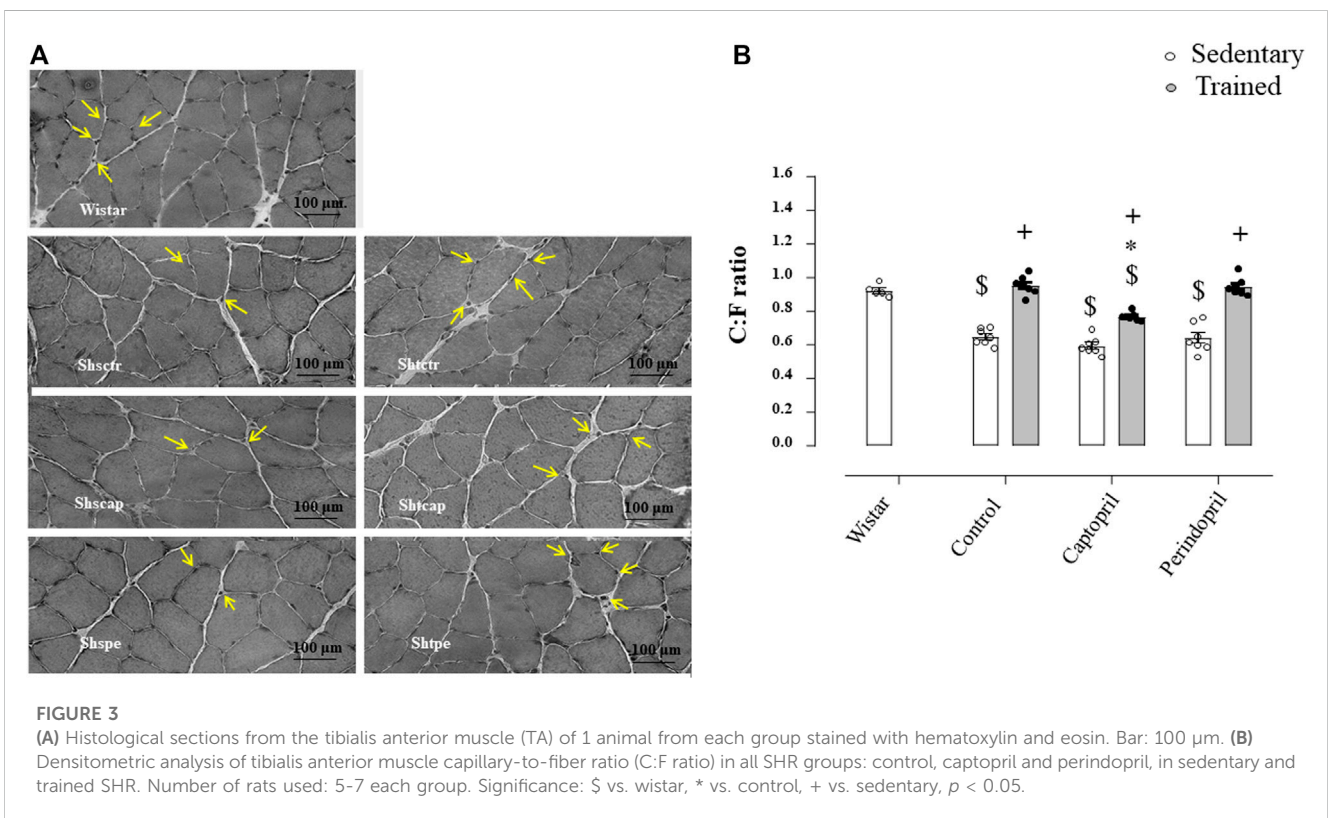 A
Wistar
100 µm.
Shsctr
100 µm
Shtctr
100 µm
Shscap
100 µm
Shtcap
100 µm
Shspe
100 µm
Shtpe
100 µm
B
Sedentary
Trained
C:F ratio
1.6
1.4
1.2
1.0
0.8
0.6
0.4
0.2
0.0
$
+
$
+
*
$
$
+
Wistar
Control
Captopril
Perindopril
FIGURE 3
(A) Histological sections from the tibialis anterior muscle (TA) of 1 animal from each group stained with hematoxylin and eosin. Bar: 100 µm. (B)
Densitometric analysis of tibialis anterior muscle capillary-to-fiber ratio (C:F ratio) in all SHR groups: control, captopril and perindopril, in sedentary and
trained SHR. Number of rats used: 5-7 each group. Significance: $ vs. wistar, * vs. control, + vs. sedentary, p < 0.05.